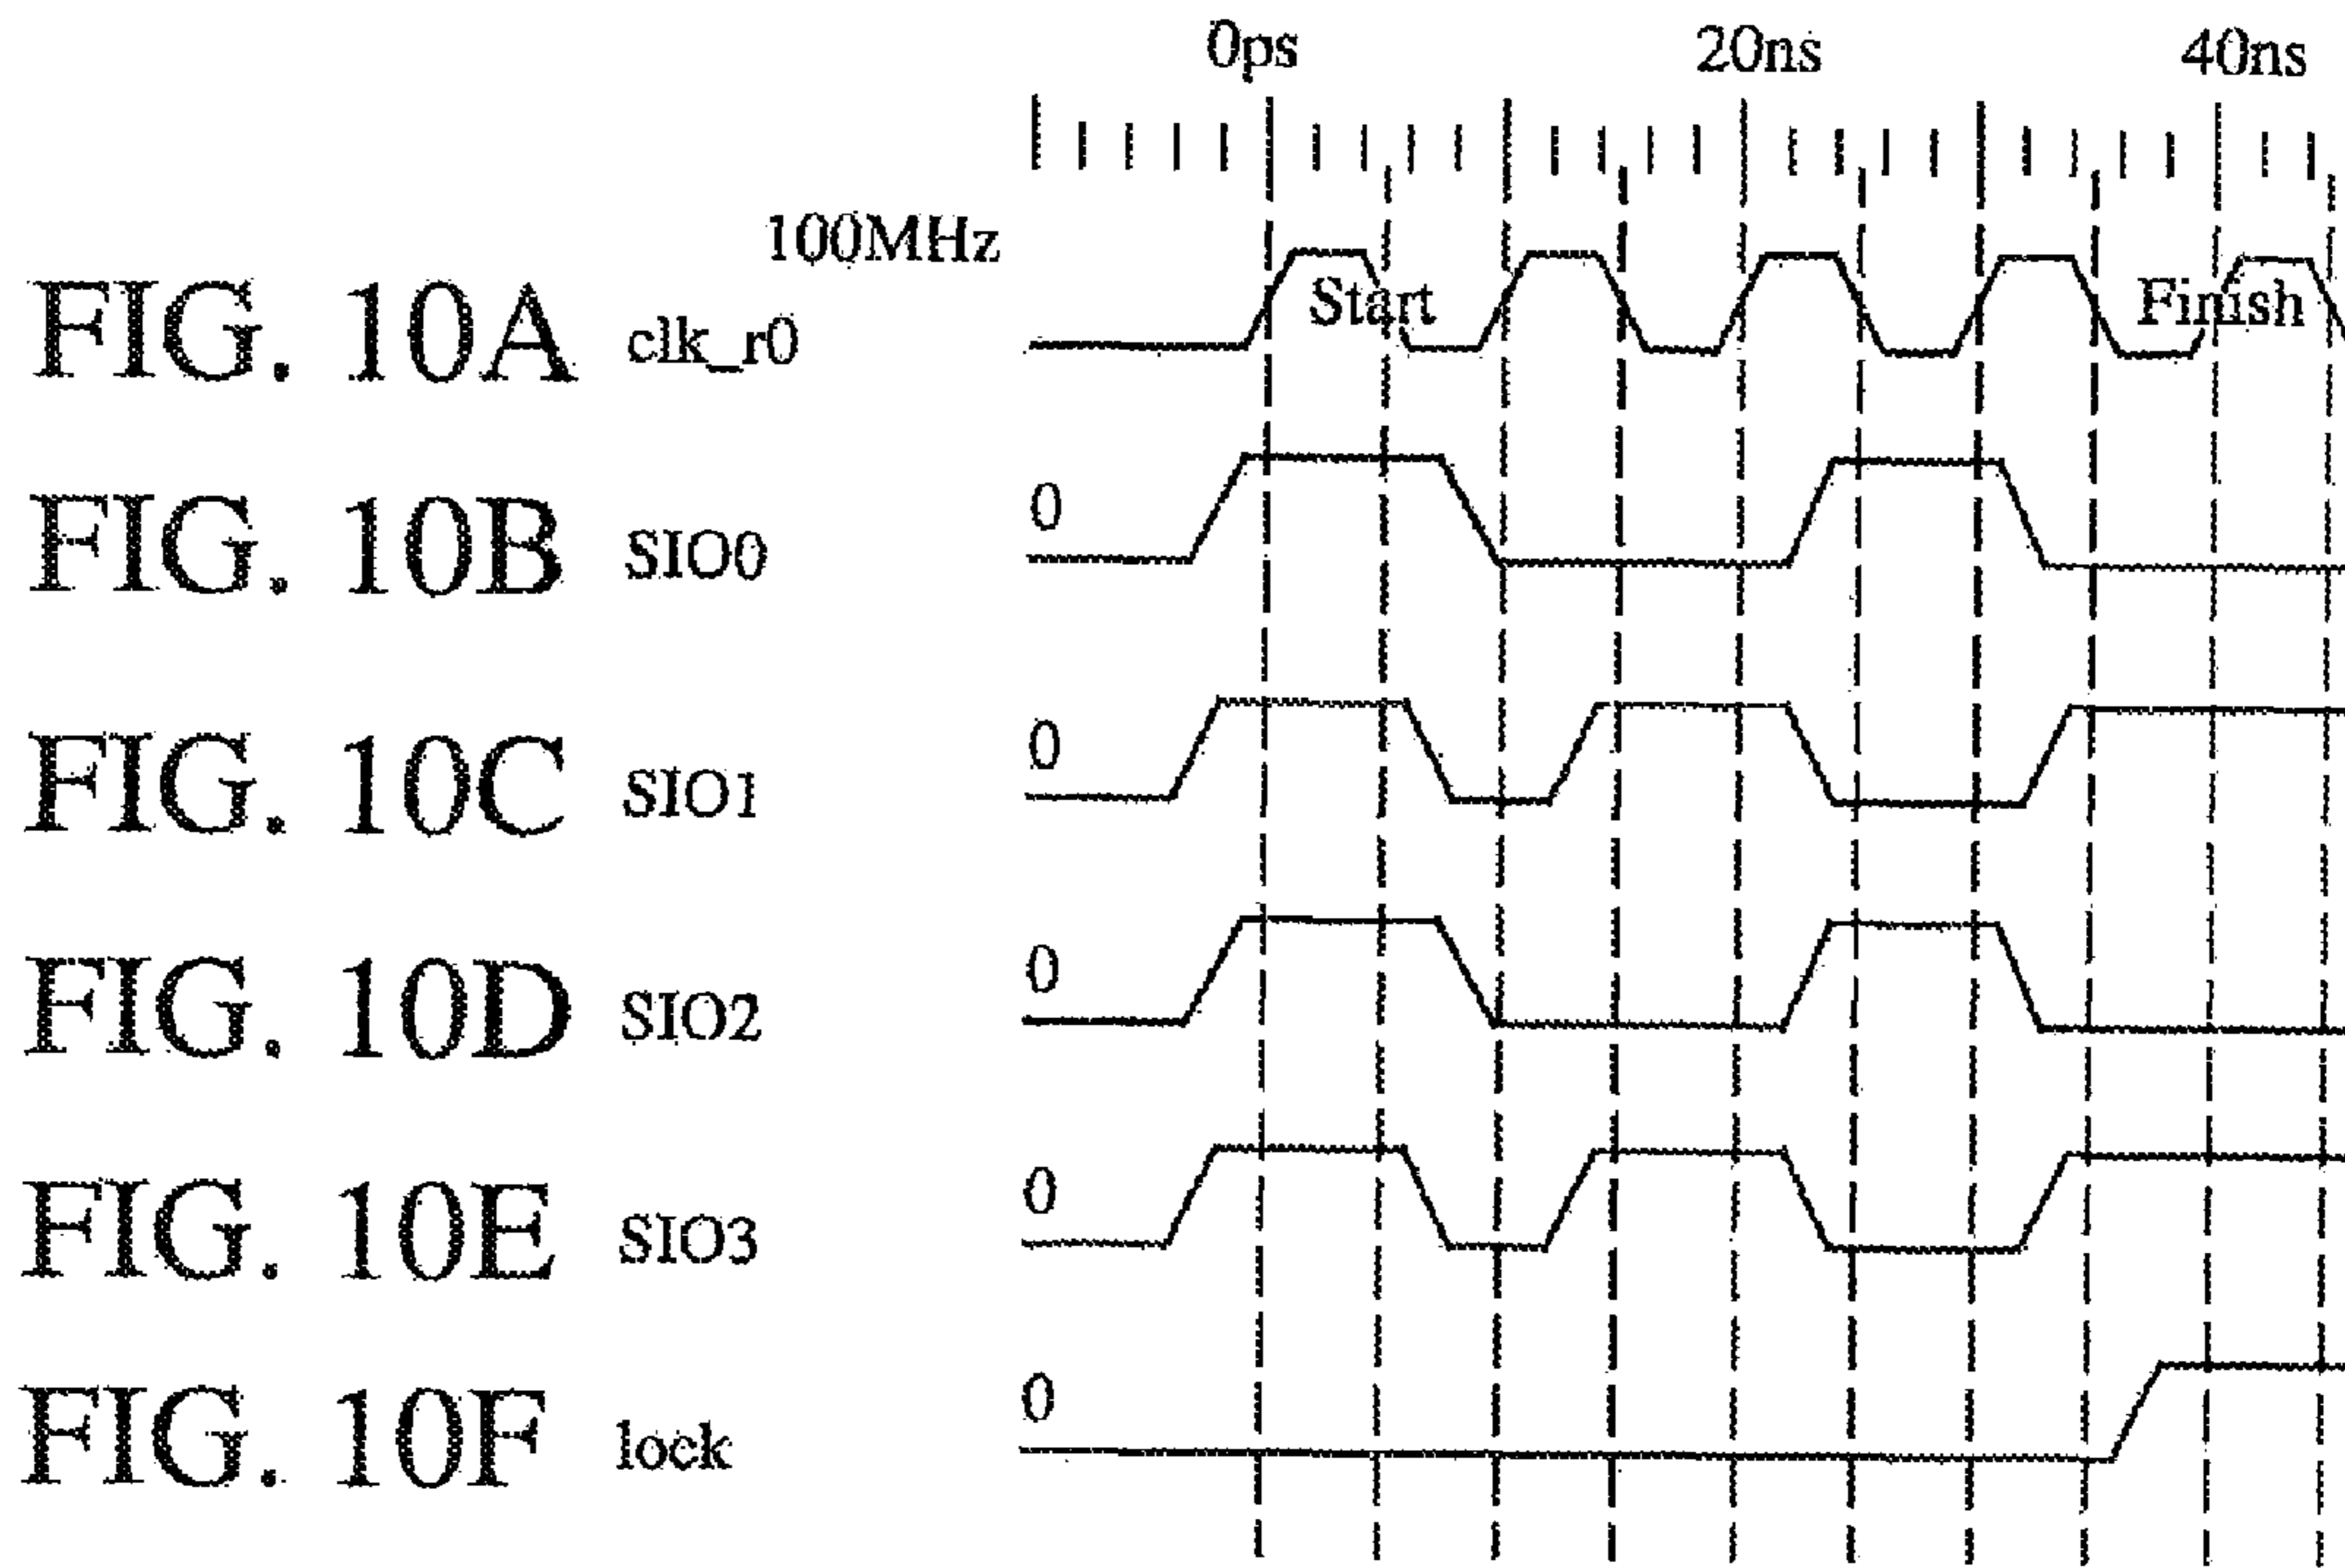 0ps 20ns 40ns
100MHz
FIG. 10A clk_r0 Start Finish
FIG. 10B SIO0 0
FIG. 10C SIO1 0
FIG. 10D SIO2 0
FIG. 10E SIO3 0
FIG. 10F lock 0